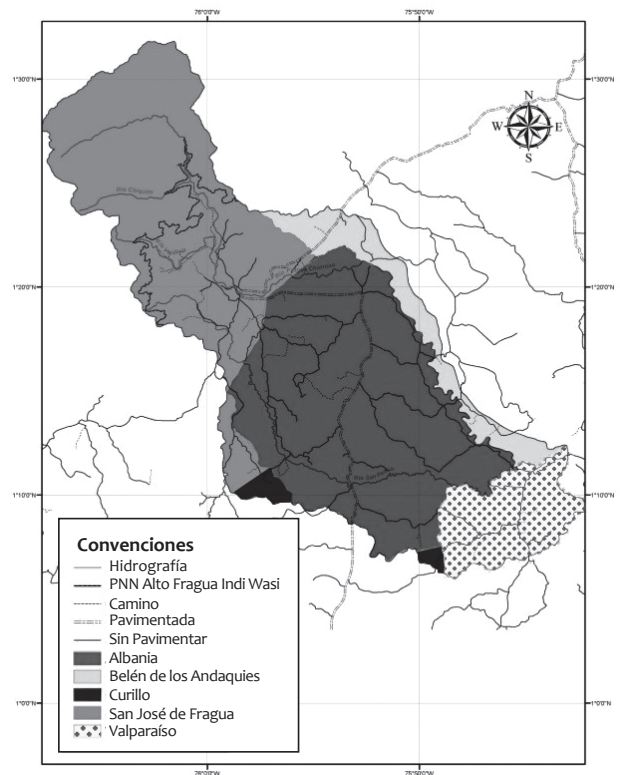 76°0'0"W 75°50'0"W
1°30'0"N 1°30'0"N
N
W E
S
Río Chiquito
1°20'0"N 1°20'0"N
1°10'0"N 1°10'0"N
Convenciones
Hidrografía
PNN Alto Fragua Indi Wasi
Camino
Pavimentada
Sin Pavimentar
Albania
Belén de los Andaquies
Curillo
San José de Fragua
Valparaíso
1°0'0"N 1°0'0"N
76°0'0"W 75°50'0"W